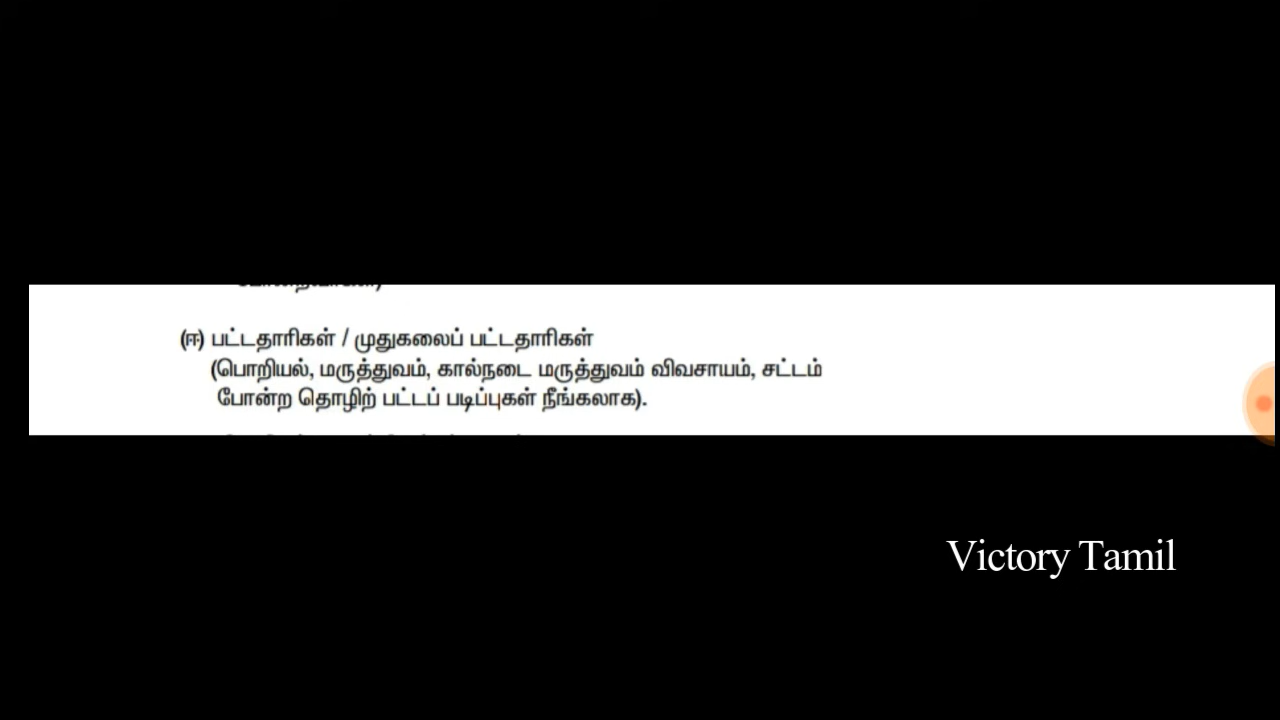 (ஈ) பட்டதாரிகள் / முதுகலைப் பட்டதாரிகள்
(பொறியல், மருத்துவம், கால்நடை மருத்துவம் விவசாயம், சட்டம்
போன்ற தொழிற் பட்டப் படிப்புகள் நீங்கலாக).
Victory Tamil